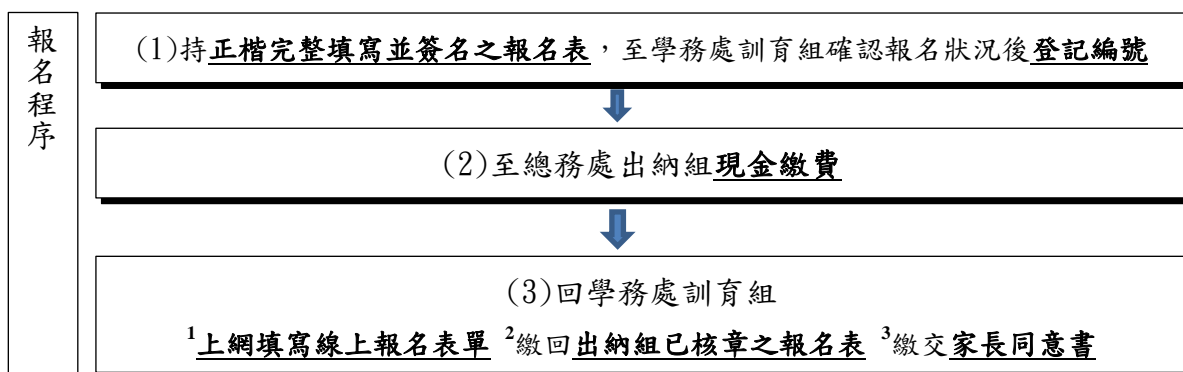 報名程序
(1)持正楷完整填寫並簽名之報名表，至學務處訓育組確認報名狀況後登記編號
(2)至總務處出納組現金繳費
(3)回學務處訓育組
¹上網填寫線上報名表單 ²繳回出納組已核章之報名表 ³繳交家長同意書